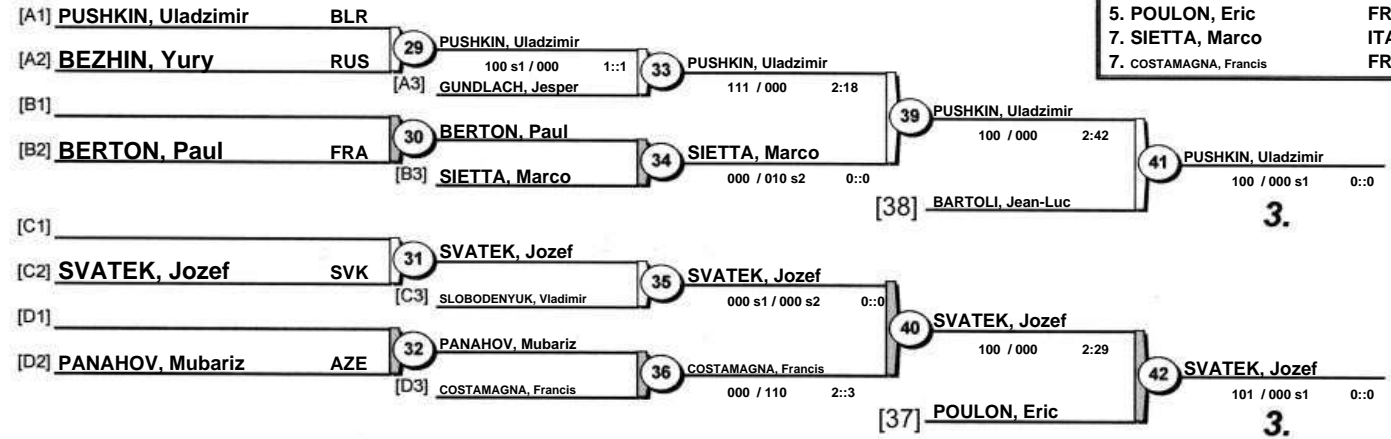 5. POULON, Eric FR
7. SIETTA, Marco ITA
7. COSTAMAGNA, Francis FR
[A1] PUSHKIN, Uladzimir BLR
[A2] BEZHIN, Yury RUS
29 PUSHKIN, Uladzimir
100 s1 / 000 1::1
[A3] GUNDLACH, Jesper
33 PUSHKIN, Uladzimir
111 / 000 2:18
[B1]
[B2] BERTON, Paul FRA
30 BERTON, Paul
[B3] SIETTA, Marco
34 SIETTA, Marco
000 / 010 s2 0::0
39 PUSHKIN, Uladzimir
100 / 000 2:42
[38] BARTOLI, Jean-Luc
41 PUSHKIN, Uladzimir
100 / 000 s1 0::0
3.
[C1]
[C2] SVATEK, Jozef SVK
31 SVATEK, Jozef
[C3] SLOBODENYUK, Vladimir
35 SVATEK, Jozef
000 s1 / 000 s2 0::0
[D1]
[D2] PANAHOV, Mubariz AZE
32 PANAHOV, Mubariz
[D3] COSTAMAGNA, Francis
36 COSTAMAGNA, Francis
000 / 110 2::3
40 SVATEK, Jozef
100 / 000 2:29
[37] POULON, Eric
42 SVATEK, Jozef
101 / 000 s1 0::0
3.